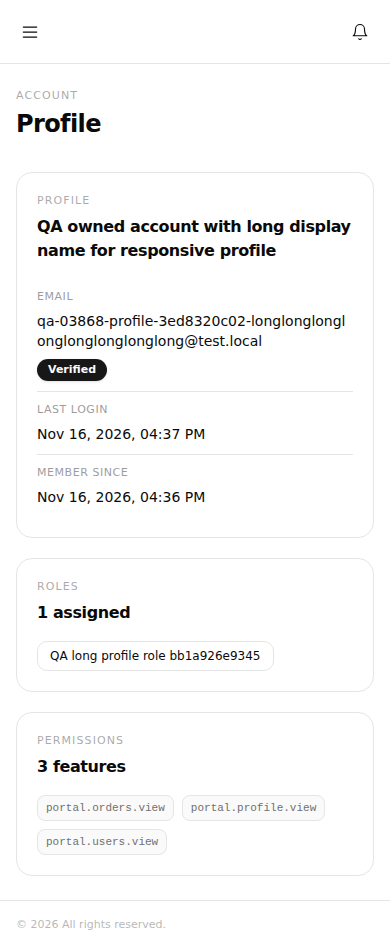 ACCOUNT
Profile
PROFILE
QA owned account with long display
name for responsive profile
EMAIL
qa-03868-profile-3ed8320c02-longlonglongl
onglonglonglonglong@test.local
Verified
LAST LOGIN
Nov 16, 2026, 04:37 PM
MEMBER SINCE
Nov 16, 2026, 04:36 PM
ROLES
1 assigned
QA long profile role bb1a926e9345
PERMISSIONS
3 features
portal.orders.view portal.profile.view
portal.users.view
© 2026 All rights reserved.